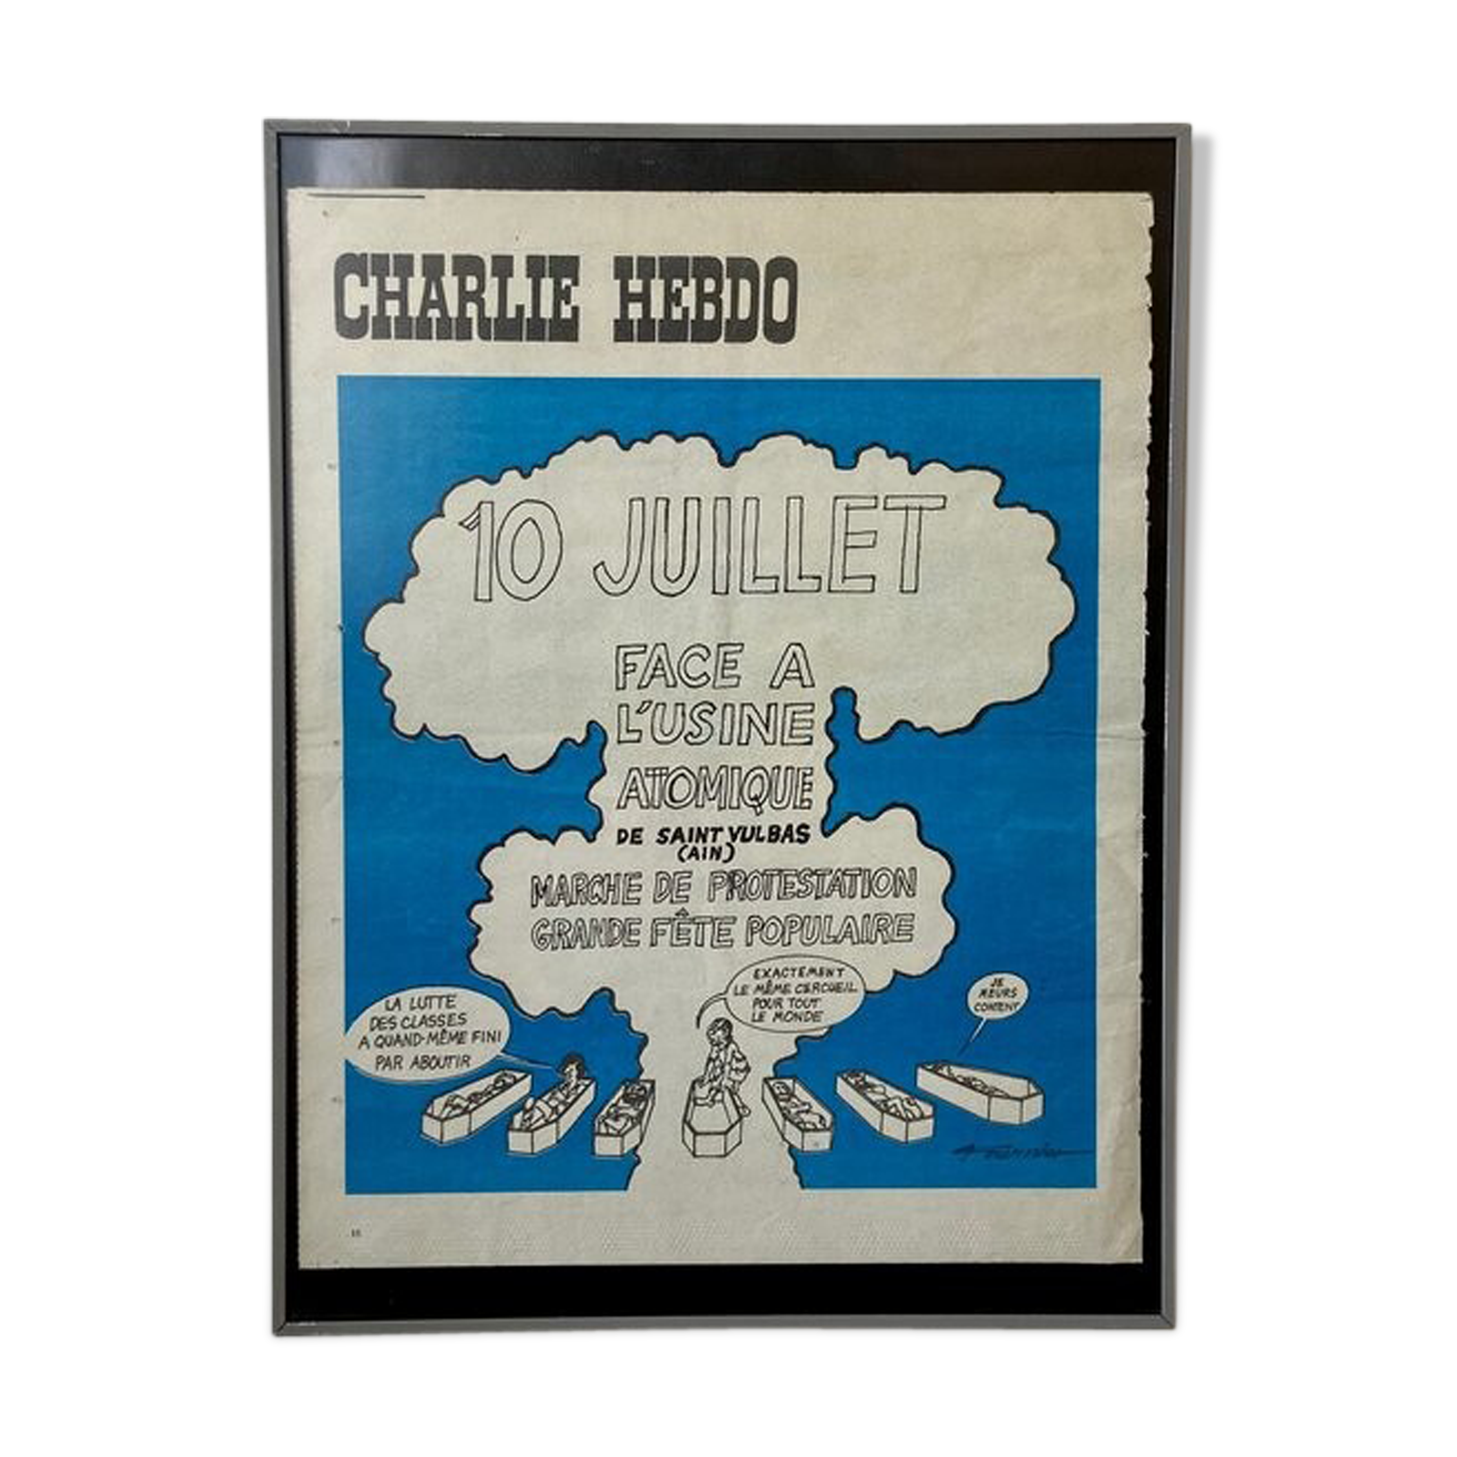 CHARLIE HEBDO
10 JUILLET
FACE A
L'USINE
ATOMIQUE
DE SAINT VULBAS
(AIN)
MARCHE DE PROTESTATION
GRANDE FÊTE POPULAIRE
LA LUTTE
DES CLASSES
A QUAND-MÊME FINI
PAR ABOUTIR
EXACTEMENT
LE MÊME CERCUEIL
POUR TOUT
LE MONDE
JE
MEURS
CONTENT
Fournier